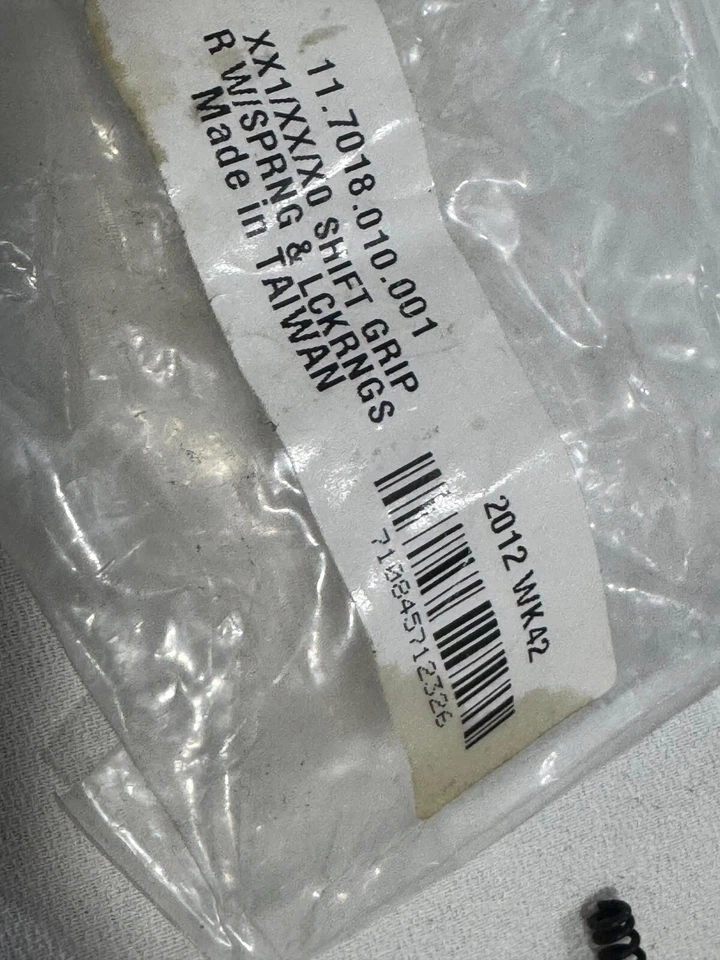 11.7018.010.001
XX1/XX/X0 SHIFT GRIP
R W/SPRNG & LCKRNGS
Made in TAIWAN
2012 WK42
710845712326